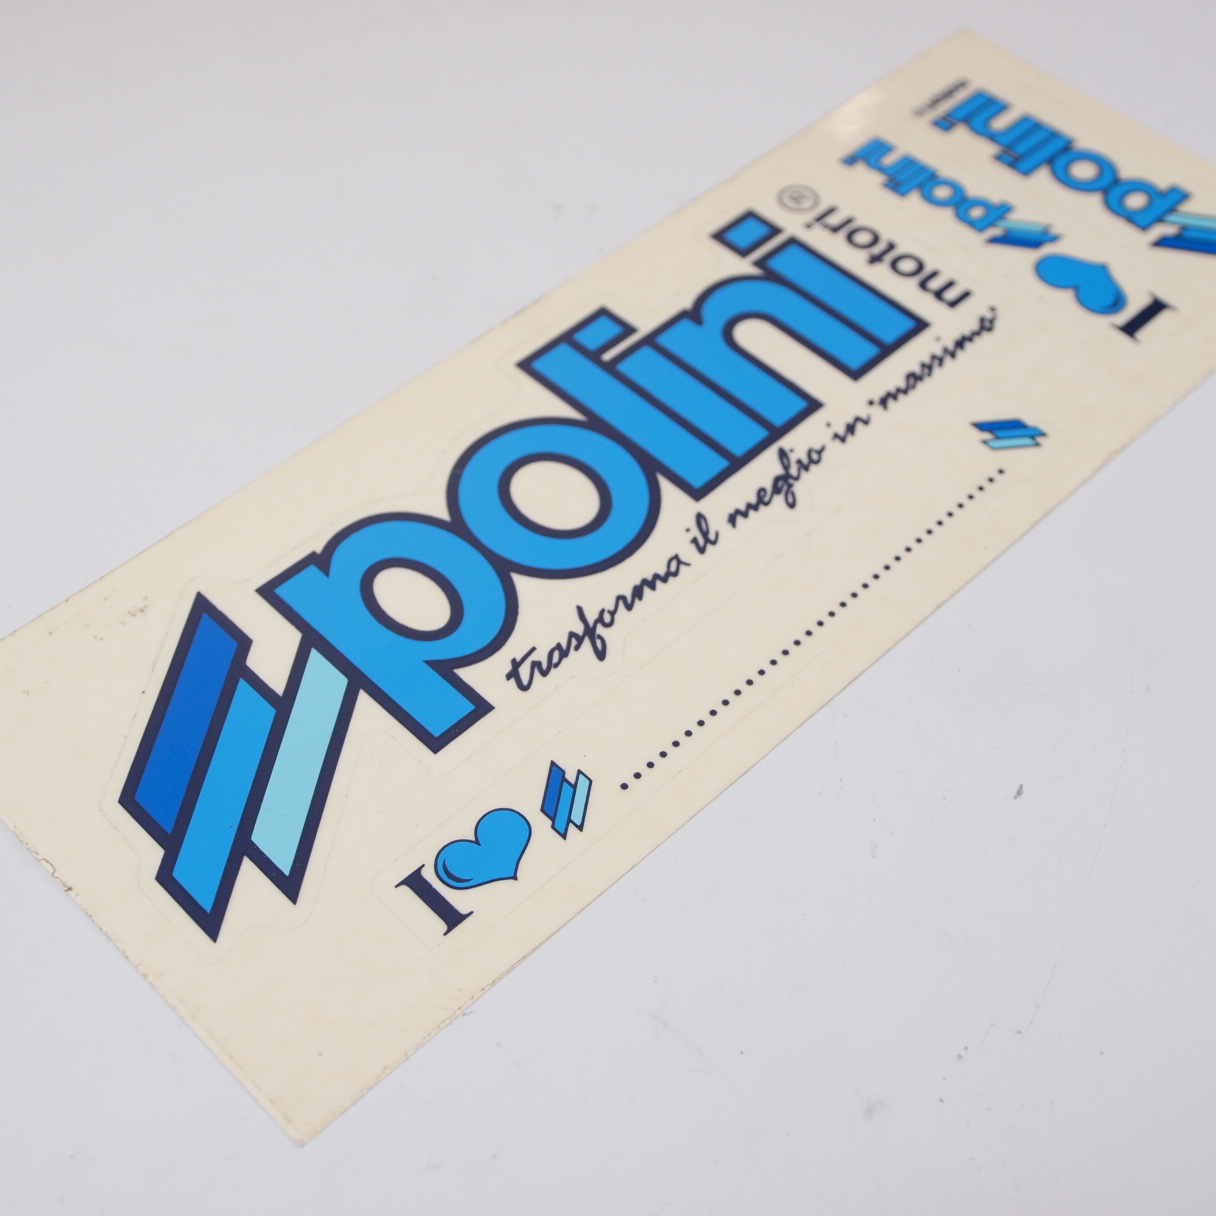 polini
motori ®
trasforma il meglio in "massimo"
I
polini
polini
I